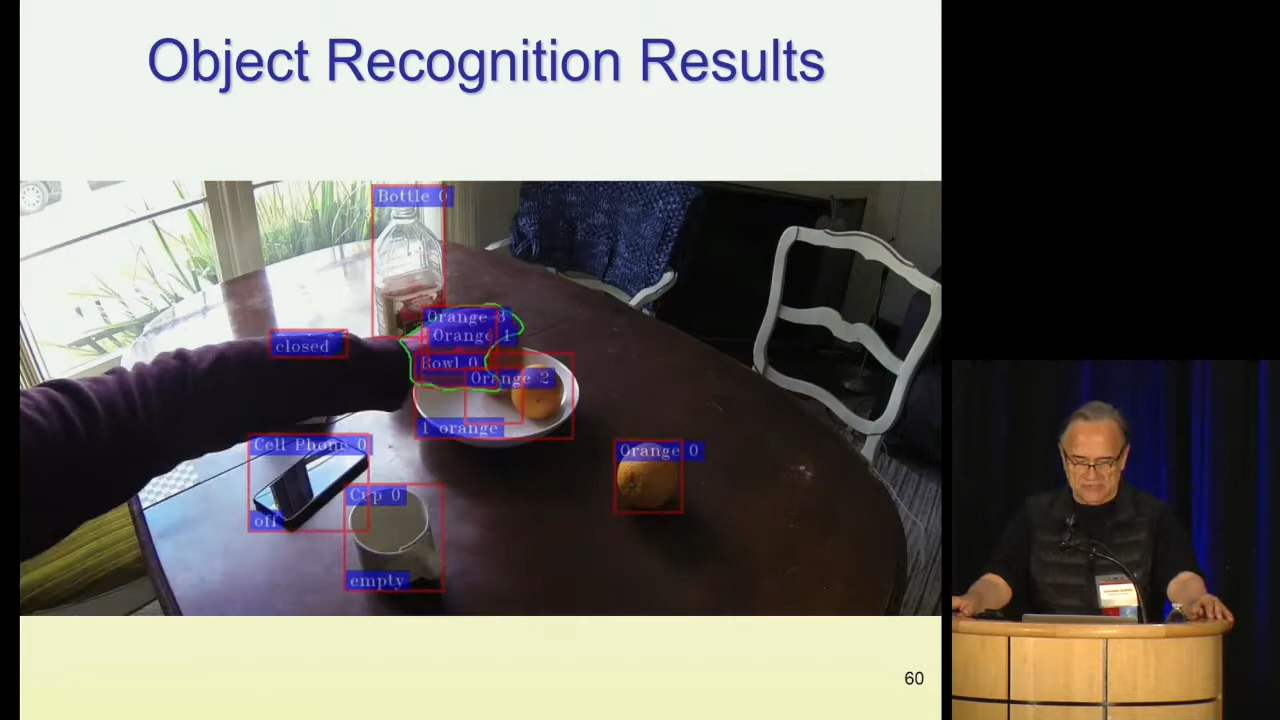 Object Recognition Results
Bottle 0
Orange 3
Orange 1
closed
Bowl 0
Orange 2
1 orange
Cell Phone 0
Orange 0
Cup 0
off
empty
60